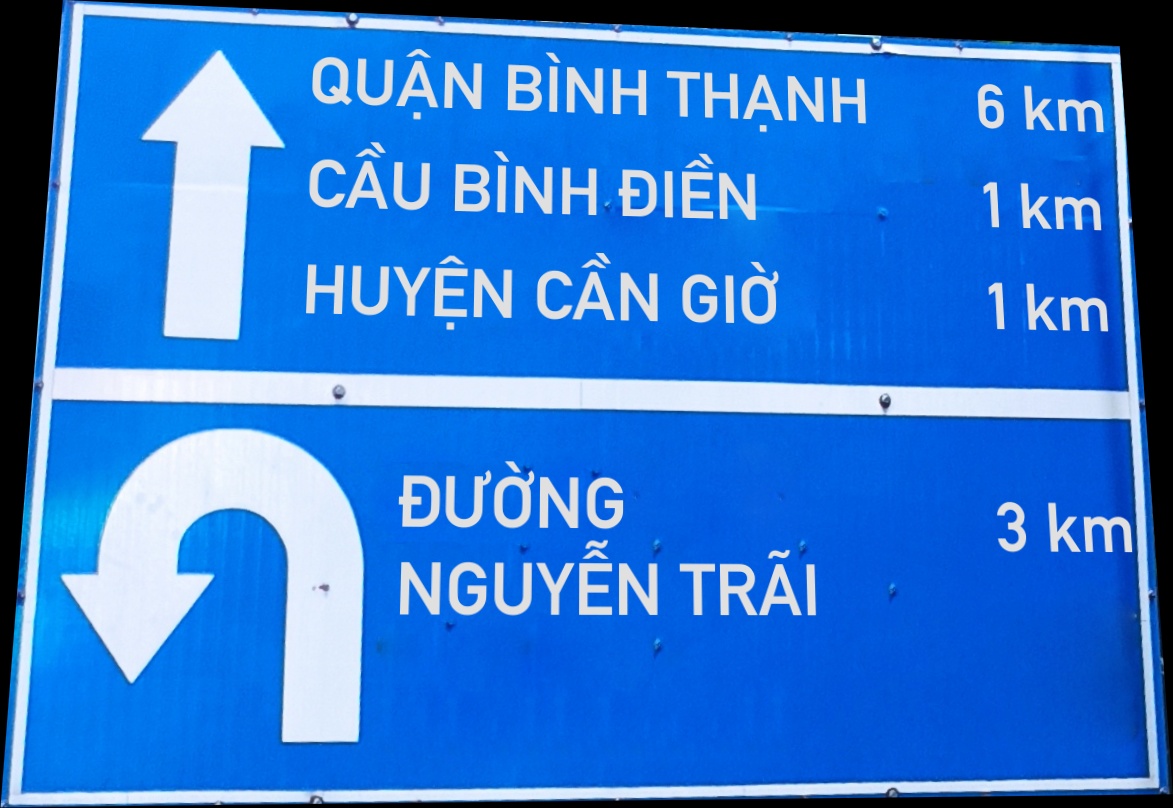 QUẬN BÌNH THẠNH 6 km
CẦU BÌNH ĐIỀN 1 km
HUYỆN CẦN GIỜ 1 km
ĐƯỜNG 3 km
NGUYỄN TRÃI